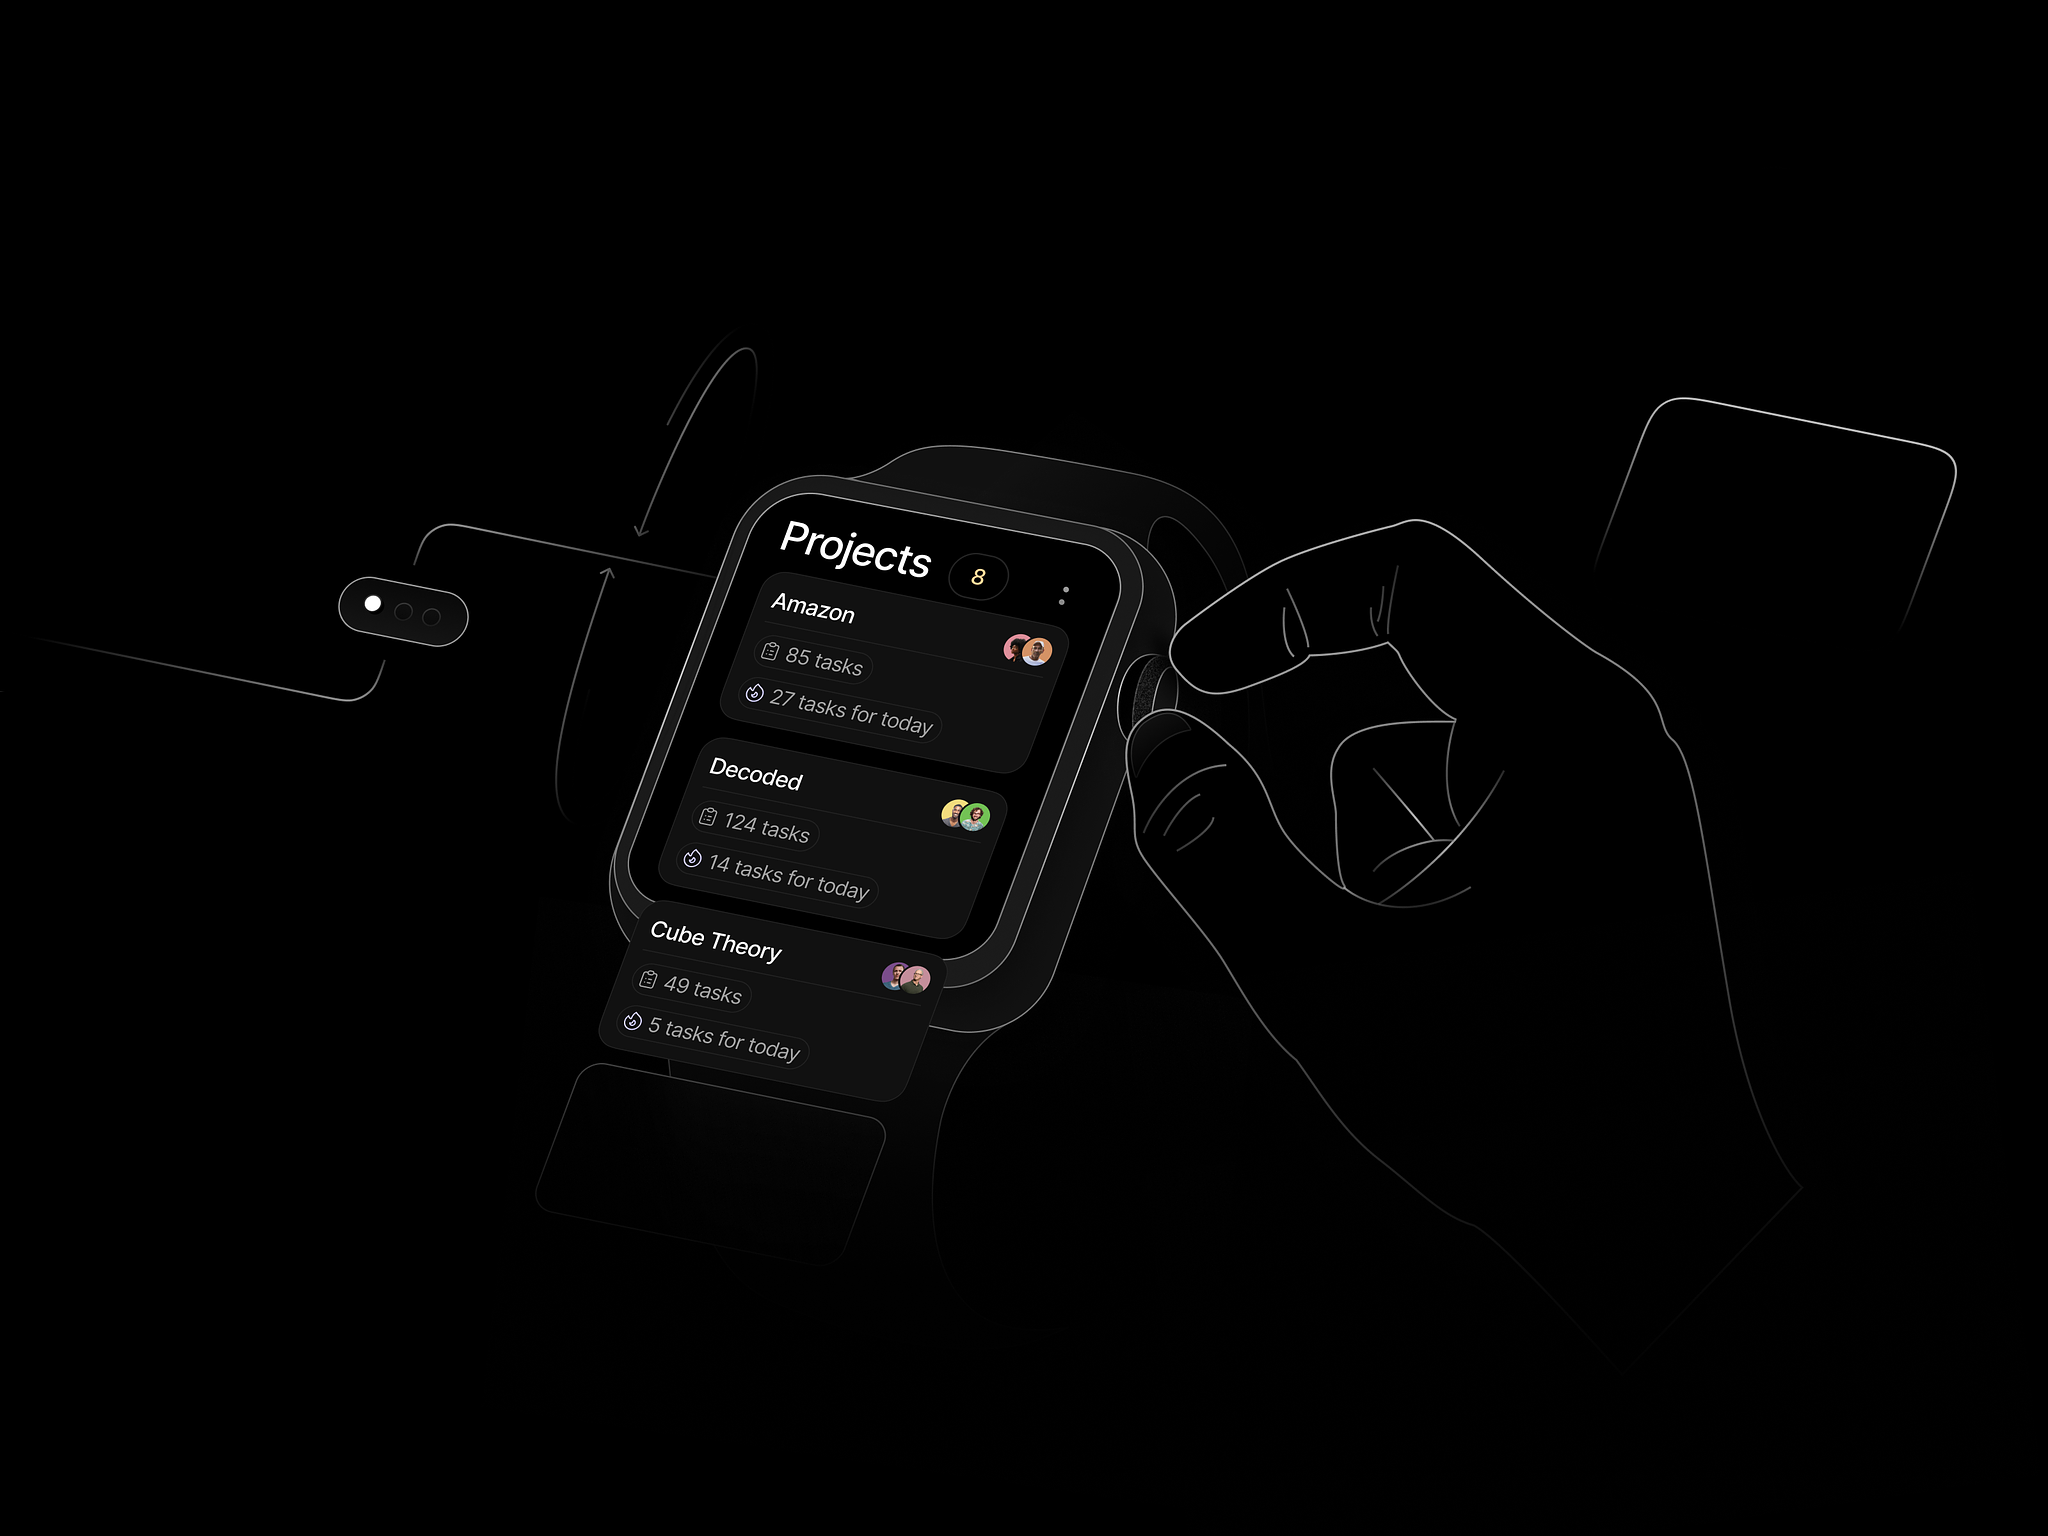 Projects 8
Amazon
85 tasks
27 tasks for today
Decoded
124 tasks
14 tasks for today
Cube Theory
49 tasks
5 tasks for today